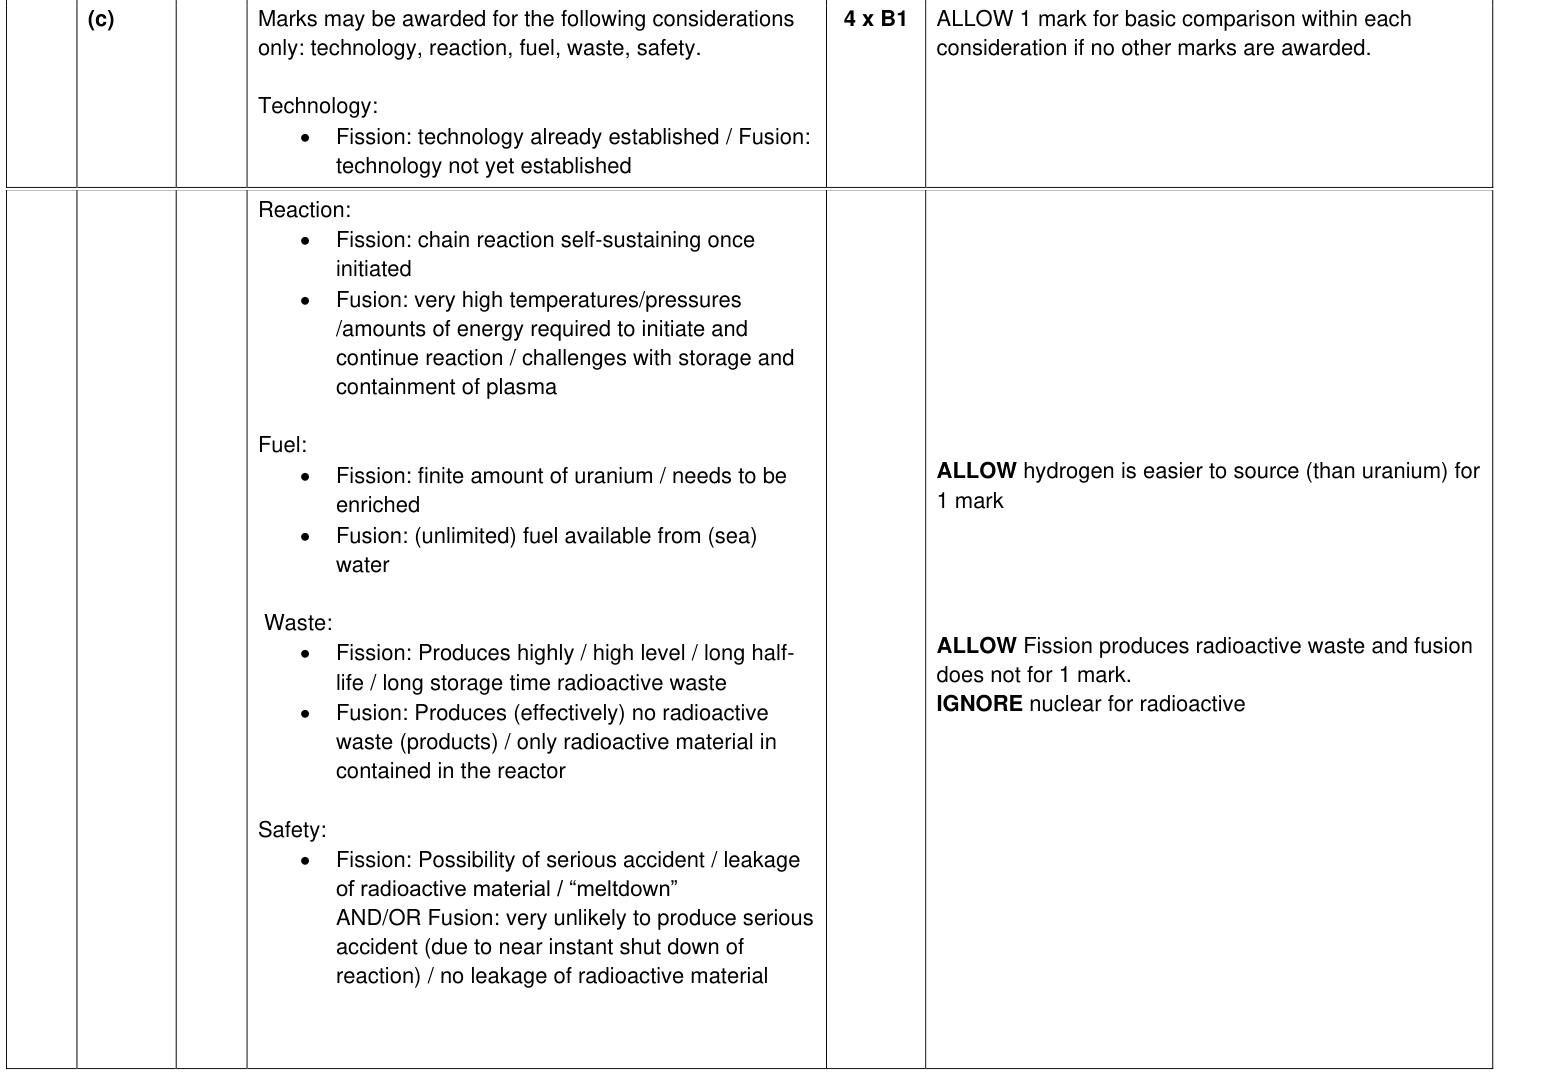 (c)
Marks may be awarded for the following considerations
only: technology, reaction, fuel, waste, safety.
4 x B1
ALLOW 1 mark for basic comparison within each
consideration if no other marks are awarded.
Technology:
• Fission: technology already established / Fusion:
technology not yet established
Reaction:
• Fission: chain reaction self-sustaining once
initiated
• Fusion: very high temperatures/pressures
/amounts of energy required to initiate and
continue reaction / challenges with storage and
containment of plasma
Fuel:
• Fission: finite amount of uranium / needs to be
enriched
• Fusion: (unlimited) fuel available from (sea)
water
ALLOW hydrogen is easier to source (than uranium) for
1 mark
Waste:
• Fission: Produces highly / high level / long half-
life / long storage time radioactive waste
• Fusion: Produces (effectively) no radioactive
waste (products) / only radioactive material in
contained in the reactor
ALLOW Fission produces radioactive waste and fusion
does not for 1 mark.
IGNORE nuclear for radioactive
Safety:
• Fission: Possibility of serious accident / leakage
of radioactive material / “meltdown”
AND/OR Fusion: very unlikely to produce serious
accident (due to near instant shut down of
reaction) / no leakage of radioactive material